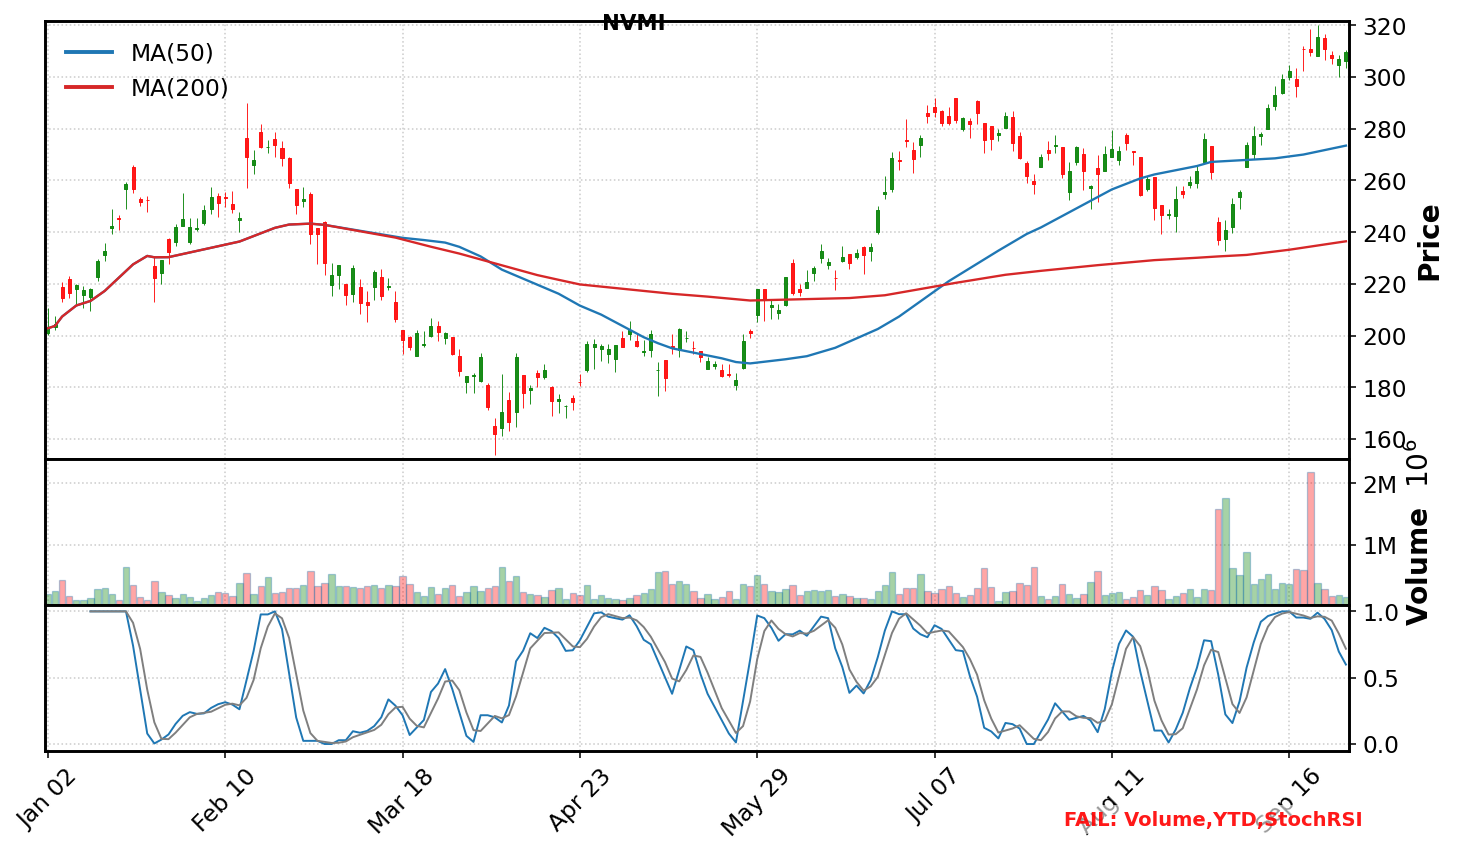 NVMI
MA(50)
MA(200)
320
300
280
260
240
220
200
180
160
Price
10^6
2M
1M
Volume
1.0
0.5
0.0
Jan 02
Feb 10
Mar 18
Apr 23
May 29
Jul 07
Aug 11
Sep 16
FAIL: Volume,YTD,StochRSI